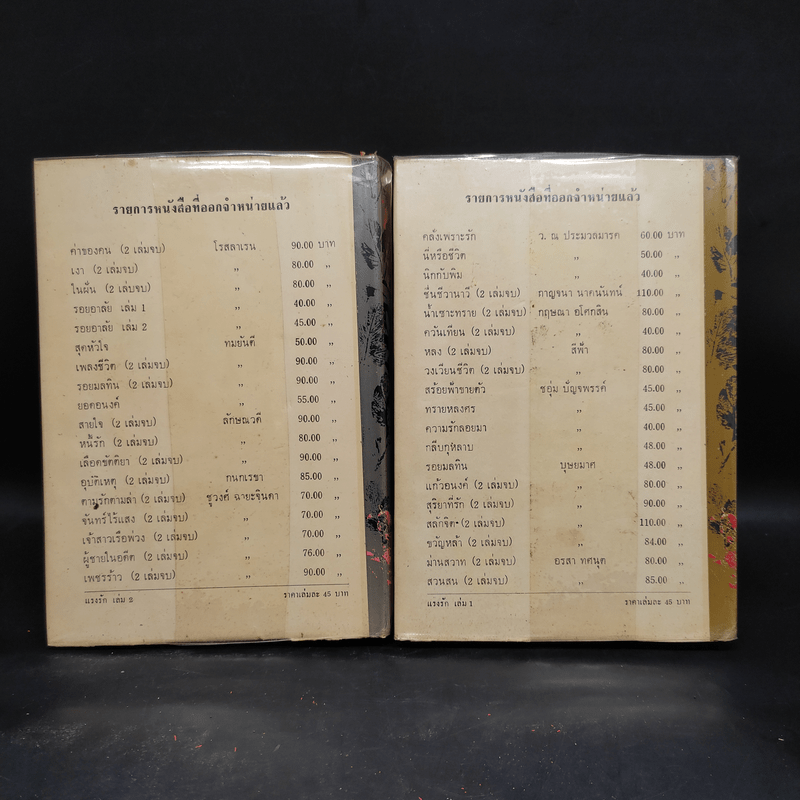 รายการหนังสือที่ออกจำหน่ายแล้ว
ค่าของคน (2 เล่มจบ) โรสลาเรน 90.00 บาท
เงา (2 เล่มจบ) ,, 80.00 ,,
ในฝัน (2 เล่มจบ) ,, 80.00 ,,
รอยอาลัย เล่ม 1 ,, 40.00 ,,
รอยอาลัย เล่ม 2 ,, 45.00 ,,
สุดหัวใจ ทมยันตี 50.00 ,,
เพลงชีวิต (2 เล่มจบ) ,, 90.00 ,,
รอยมลทิน (2 เล่มจบ) ,, 90.00 ,,
ยอดอนงค์ ,, 55.00 ,,
สายใจ (2 เล่มจบ) ลักษณวดี 90.00 ,,
หนี้รัก (2 เล่มจบ) ,, 80.00 ,,
เลือดขัตติยา (2 เล่มจบ) ,, 90.00 ,,
อุบัติเหตุ (2 เล่มจบ) กนกเรขา 85.00 ,,
ตามรักตามล่า (2 เล่มจบ) ชูวงศ์ ฉายะจินดา 70.00 ,,
จันทร์ไร้แสง (2 เล่มจบ) ,, 70.00 ,,
เจ้าสาวเรือพ่วง (2 เล่มจบ) ,, 70.00 ,,
ผู้ชายในอดีต (2 เล่มจบ) ,, 76.00 ,,
เพชรร้าว (2 เล่มจบ) ,, 90.00 ,,
แรงรัก เล่ม 2 ราคาเล่มละ 45 บาท
รายการหนังสือที่ออกจำหน่ายแล้ว
คลั่งเพราะรัก ว. ณ ประมวลมารค 60.00 บาท
นี่หรือชีวิต ,, 50.00 ,,
นิกกับพิม ,, 40.00 ,,
ชื่นชีวานาวี (2 เล่มจบ) กาญจนา นาคนันทน์ 110.00 ,,
น้ำเซาะทราย (2 เล่มจบ) กฤษณา อโศกสิน 80.00 ,,
ควันเทียน (2 เล่มจบ) ,, 40.00 ,,
หลง (2 เล่มจบ) สีฟ้า 80.00 ,,
วงเวียนชีวิต (2 เล่มจบ) ,, 80.00 ,,
สร้อยฟ้าขายตัว ชอุ่ม ปัญจพรรค์ 45.00 ,,
ทรายหลงศร ,, 45.00 ,,
ความรักลอยมา ,, 40.00 ,,
กลีบกุหลาบ ,, 48.00 ,,
รอยมลทิน บุษยมาศ 48.00 ,,
แก้วอนงค์ (2 เล่มจบ) ,, 80.00 ,,
สุริยาที่รัก (2 เล่มจบ) ,, 90.00 ,,
สลักจิต (2 เล่มจบ) ,, 110.00 ,,
ขวัญหล้า (2 เล่มจบ) ,, 84.00 ,,
ม่านสวาท (2 เล่มจบ) อรสา ทศนุต 80.00 ,,
สวนสน (2 เล่มจบ) ,, 85.00 ,,
แรงรัก เล่ม 1 ราคาเล่มละ 45 บาท